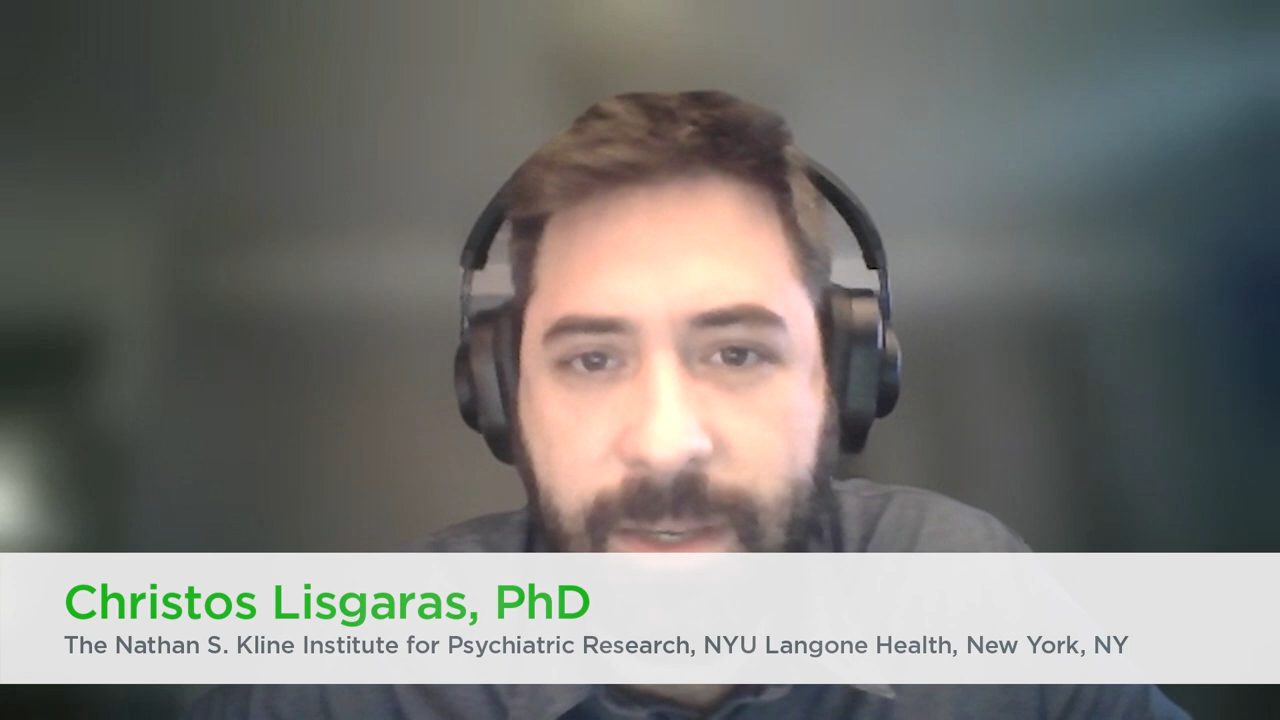 Christos Lisgaras, PhD
The Nathan S. Kline Institute for Psychiatric Research, NYU Langone Health, New York, NY